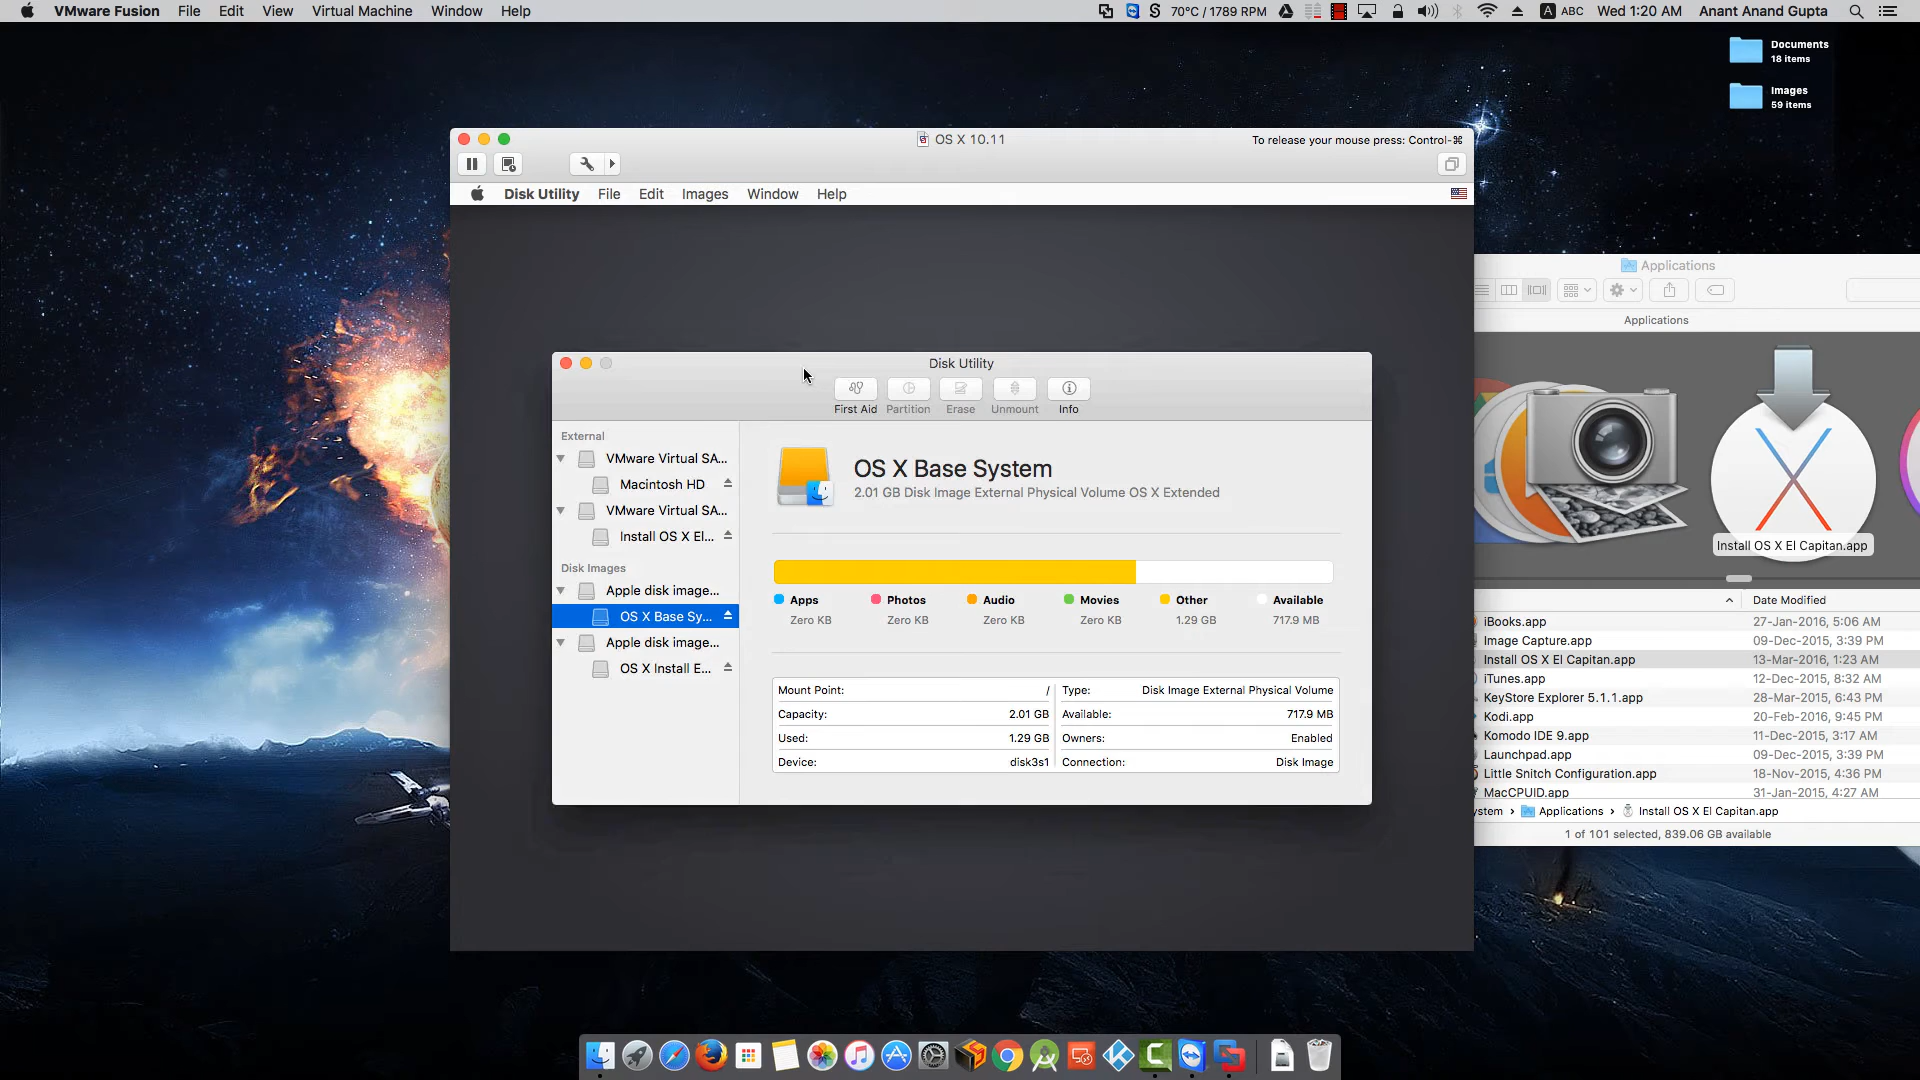 VMware Fusion File Edit View Virtual Machine Window Help 70°C / 1789 RPM A ABC Wed 1:20 AM Anant Anand Gupta
Documents
18 items
Images
59 items
OS X 10.11 To release your mouse press: Control-⌘
Disk Utility File Edit Images Window Help
Disk Utility
First Aid Partition Erase Unmount Info
External
VMware Virtual SA...
Macintosh HD
VMware Virtual SA...
Install OS X El...
Disk Images
Apple disk image...
OS X Base Sy...
Apple disk image...
OS X Install E...
OS X Base System
2.01 GB Disk Image External Physical Volume OS X Extended
Apps Photos Audio Movies Other Available
Zero KB Zero KB Zero KB Zero KB 1.29 GB 717.9 MB
Mount Point: / Type: Disk Image External Physical Volume
Capacity: 2.01 GB Available: 717.9 MB
Used: 1.29 GB Owners: Enabled
Device: disk3s1 Connection: Disk Image
Applications
Applications
Install OS X El Capitan.app
Date Modified
iBooks.app 27-Jan-2016, 5:06 AM
Image Capture.app 09-Dec-2015, 3:39 PM
Install OS X El Capitan.app 13-Mar-2016, 1:23 AM
iTunes.app 12-Dec-2015, 8:32 AM
KeyStore Explorer 5.1.1.app 28-Mar-2015, 6:43 PM
Kodi.app 20-Feb-2016, 9:45 PM
Komodo IDE 9.app 11-Dec-2015, 3:17 AM
Launchpad.app 09-Dec-2015, 3:39 PM
Little Snitch Configuration.app 18-Nov-2015, 4:36 PM
MacCPUID.app 31-Jan-2015, 4:27 AM
ystem › Applications › Install OS X El Capitan.app
1 of 101 selected, 839.06 GB available